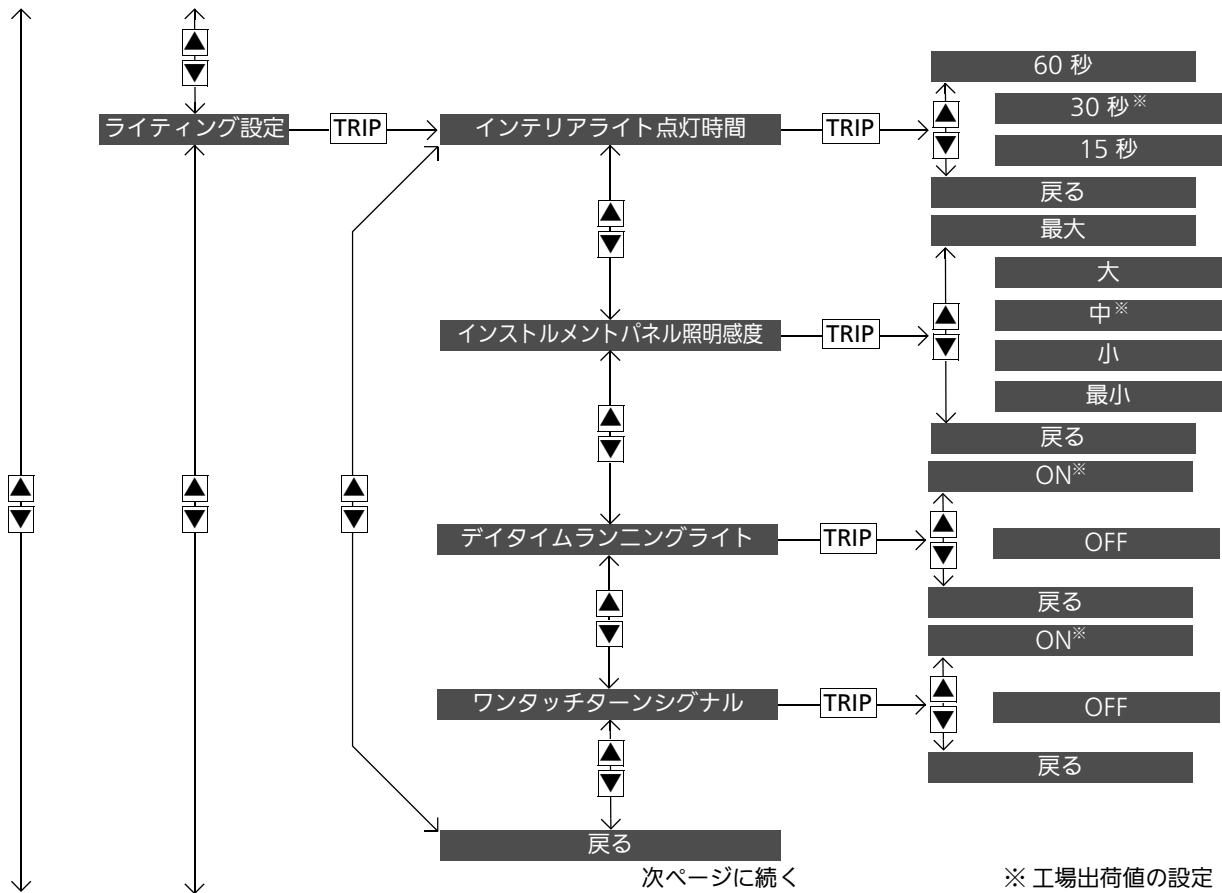 60 秒
ライティング設定 TRIP インテリアライト点灯時間 TRIP
30 秒※
15 秒
戻る
最大
大
インストルメントパネル照明感度 TRIP
中※
小
最小
戻る
ON※
デイタイムランニングライト TRIP
OFF
戻る
ON※
ワンタッチターンシグナル TRIP
OFF
戻る
戻る
次ページに続く
※ 工場出荷値の設定